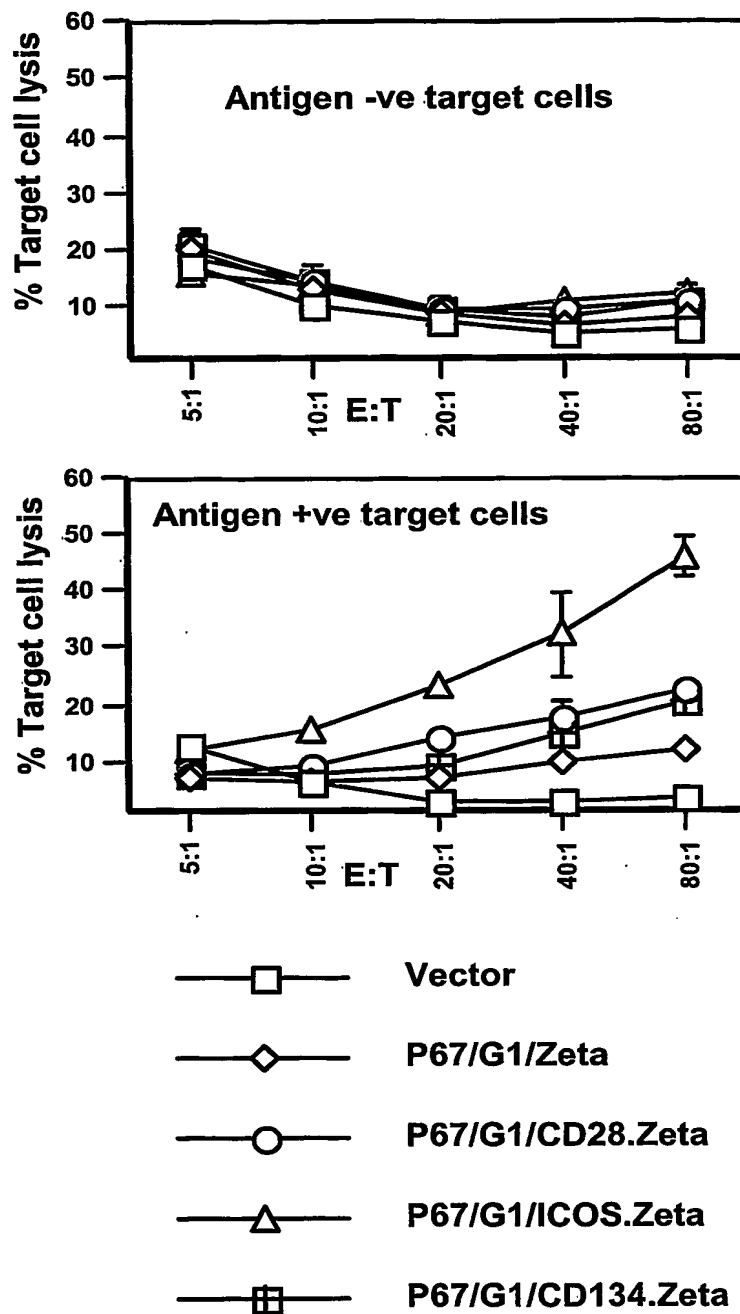 60
50
40
30
20
10
% Target cell lysis
Antigen -ve target cells
5:1
10:1
20:1
40:1
80:1
E:T
60
50
40
30
20
10
% Target cell lysis
Antigen +ve target cells
5:1
10:1
20:1
40:1
80:1
E:T
Vector
P67/G1/Zeta
P67/G1/CD28.Zeta
P67/G1/ICOS.Zeta
P67/G1/CD134.Zeta